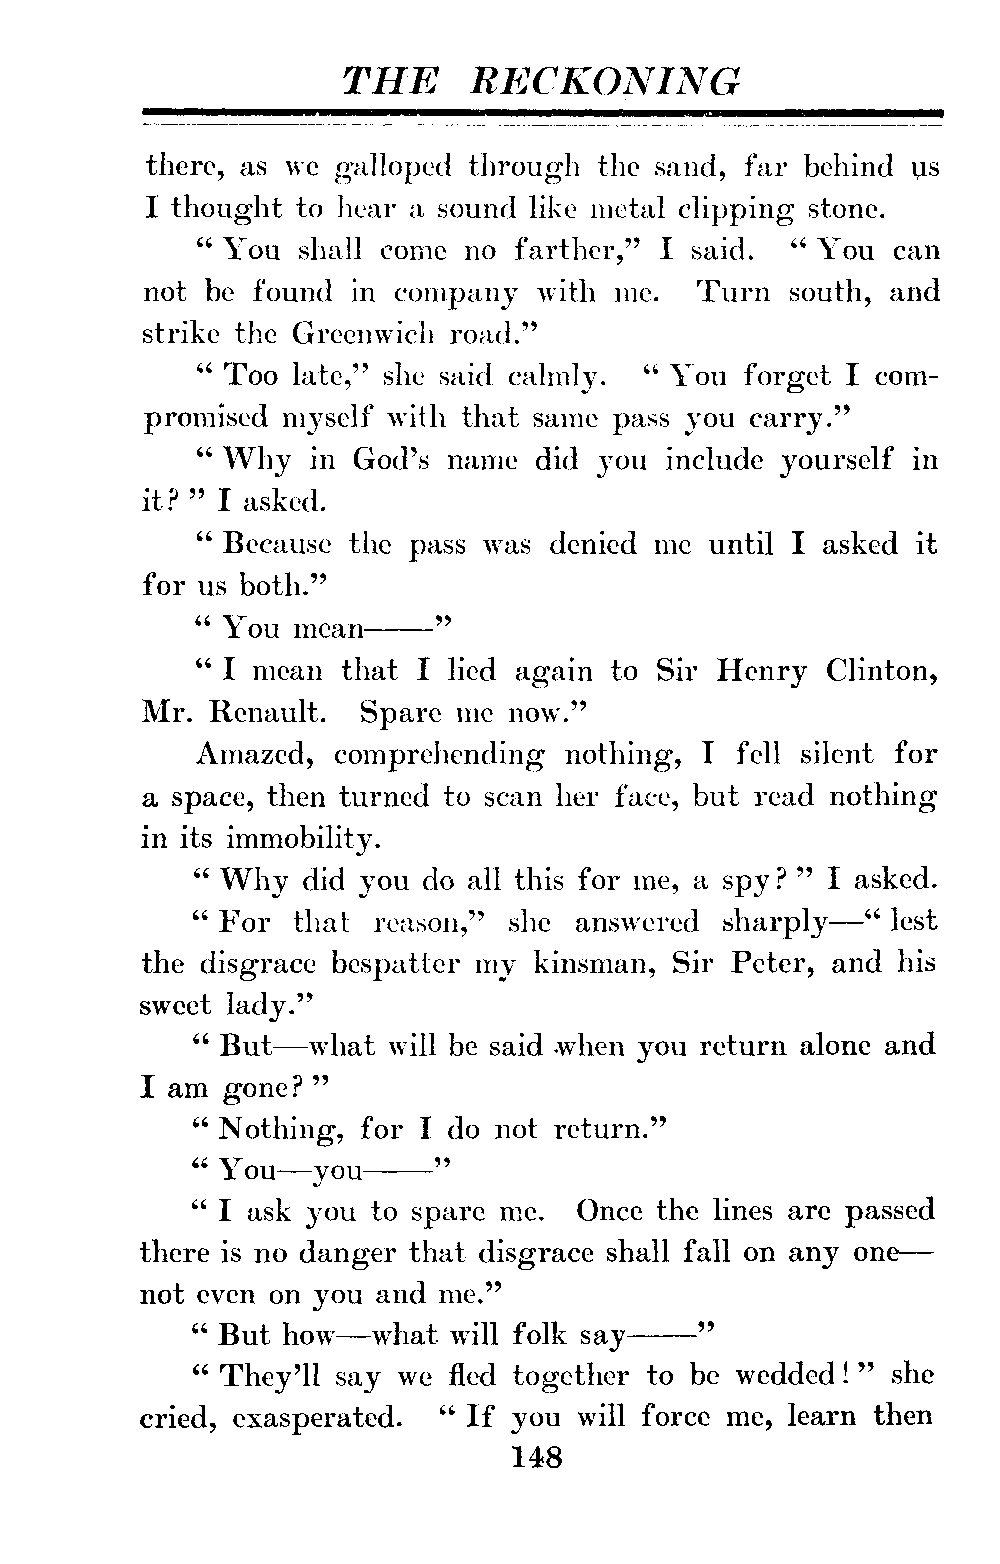 THE RECKONING
there, as we galloped through the sand, far behind us
I thought to hear a sound like metal clipping stone.
“ You shall come no farther,” I said. “ You can
not be found in company with me. Turn south, and
strike the Greenwich road.”
“ Too late,” she said calmly. “ You forget I com-
promised myself with that same pass you carry.”
“ Why in God’s name did you include yourself in
it? ” I asked.
“ Because the pass was denied me until I asked it
for us both.”
“ You mean——”
“ I mean that I lied again to Sir Henry Clinton,
Mr. Renault. Spare me now.”
Amazed, comprehending nothing, I fell silent for
a space, then turned to scan her face, but read nothing
in its immobility.
“ Why did you do all this for me, a spy? ” I asked.
“ For that reason,” she answered sharply—“ lest
the disgrace bespatter my kinsman, Sir Peter, and his
sweet lady.”
“ But—what will be said when you return alone and
I am gone? ”
“ Nothing, for I do not return.”
“ You—you——”
“ I ask you to spare me. Once the lines are passed
there is no danger that disgrace shall fall on any one—
not even on you and me.”
“ But how—what will folk say——”
“ They’ll say we fled together to be wedded! ” she
cried, exasperated. “ If you will force me, learn then
148